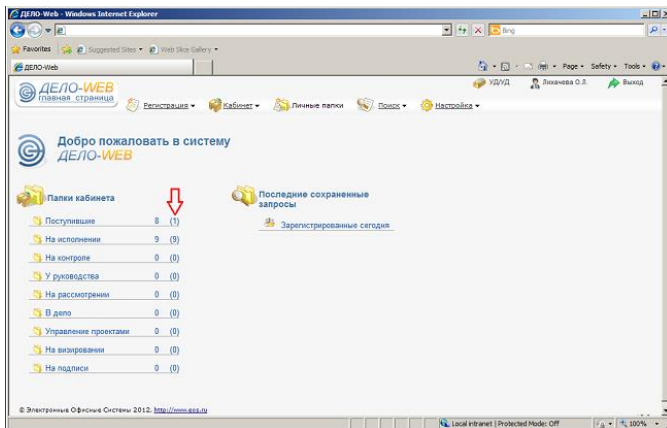 ДЕЛО-Web - Windows Internet Explorer
Bing
Favorites Suggested Sites Web Slice Gallery
ДЕЛО-Web
Page Safety Tools
ДЕЛО-WEB
главная страница
Регистрация Кабинет Личные папки Поиск Настройка
УД/УД Лихачева О.Л. Выход
Добро пожаловать в систему
ДЕЛО-WEB
Папки кабинета
Поступившие 8 (1)
На исполнении 9 (9)
На контроле 0 (0)
У руководства 0 (0)
На рассмотрении 0 (0)
В дело 0 (0)
Управление проектами 0 (0)
На визировании 0 (0)
На подписи 0 (0)
Последние сохраненные
запросы
Зарегистрированные сегодня
© Электронные Офисные Системы 2012, http://www.eos.ru
Local intranet | Protected Mode: Off 100%